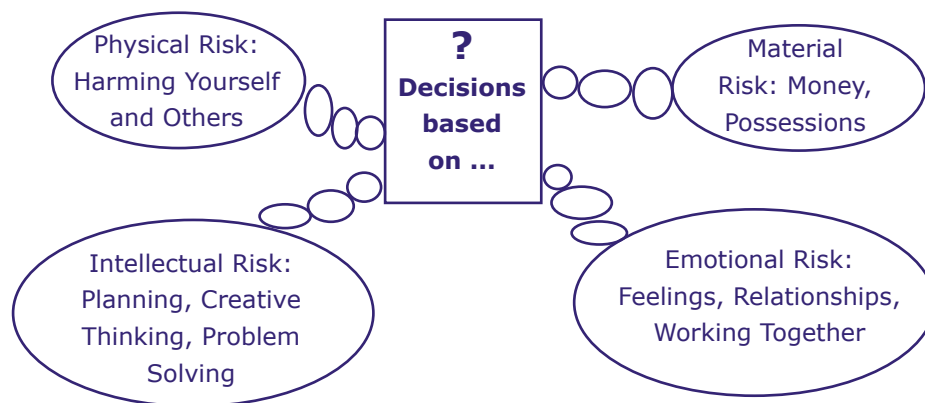 Physical Risk:
Harming Yourself
and Others
?
Decisions
based
on ...
Material
Risk: Money,
Possessions
Intellectual Risk:
Planning, Creative
Thinking, Problem
Solving
Emotional Risk:
Feelings, Relationships,
Working Together